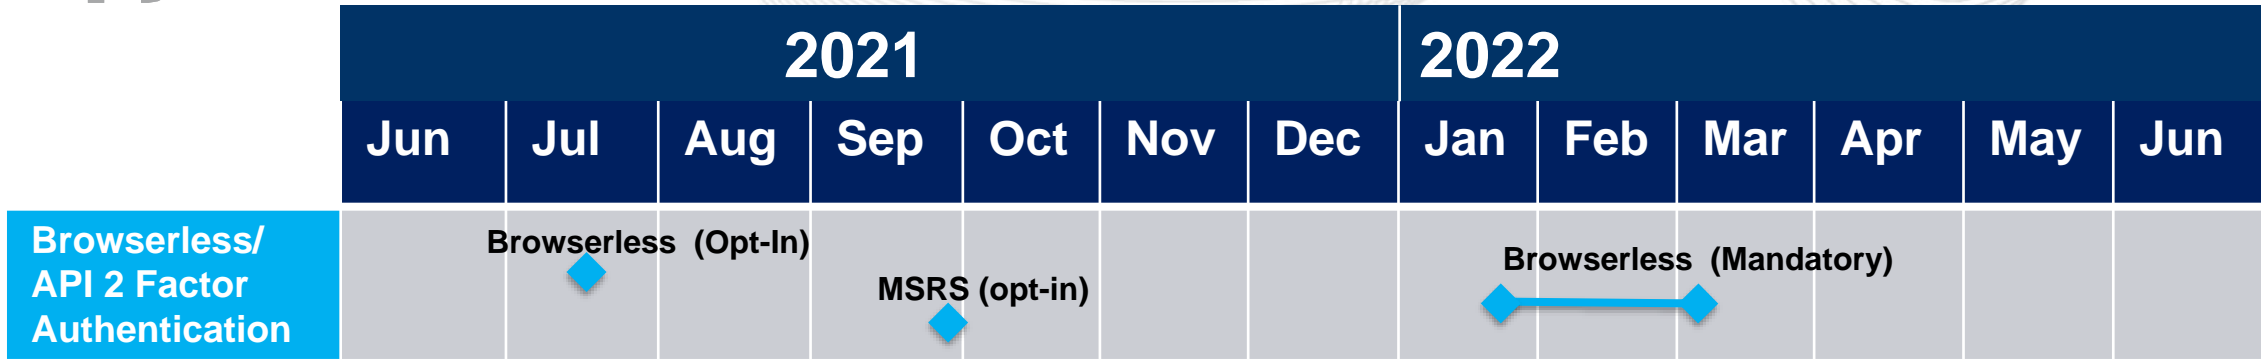 2021 2022
Jun Jul Aug Sep Oct Nov Dec Jan Feb Mar Apr May Jun
Browserless/
API 2 Factor
Authentication
Browserless (Opt-In)
MSRS (opt-in)
Browserless (Mandatory)